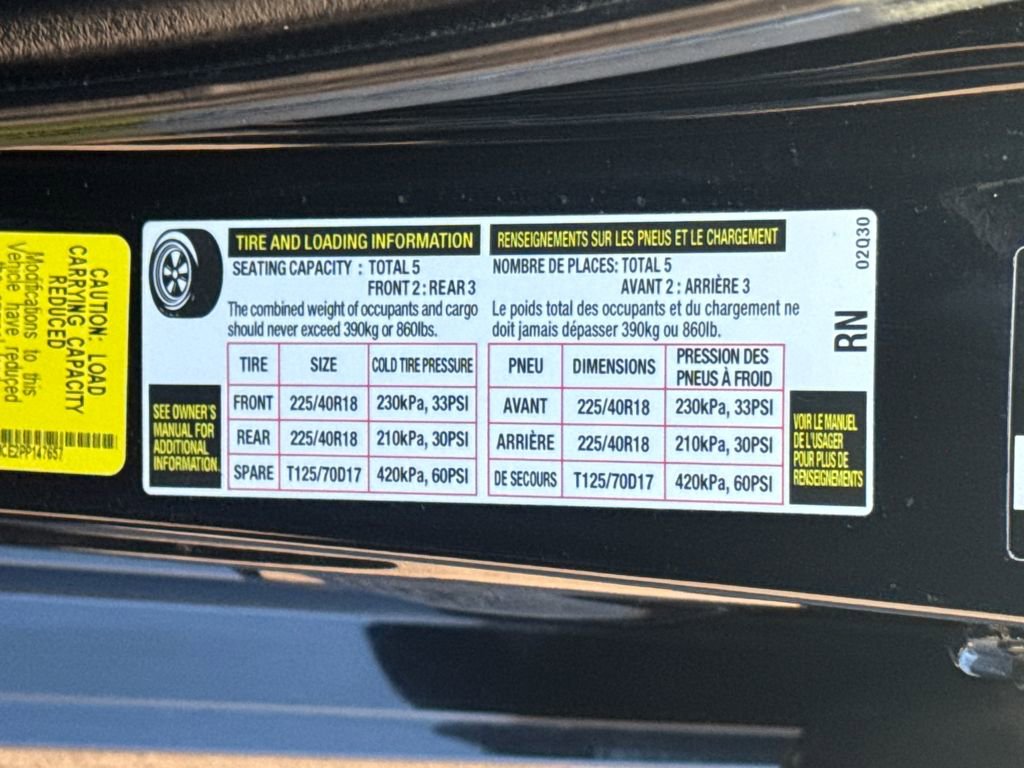 CAUTION: LOAD
CARRYING CAPACITY
REDUCED
Modifications to this
Vehicle have reduced
TIRE AND LOADING INFORMATION
SEATING CAPACITY : TOTAL 5
FRONT 2 : REAR 3
The combined weight of occupants and cargo
should never exceed 390kg or 860lbs.
TIRE SIZE COLD TIRE PRESSURE
FRONT 225/40R18 230kPa, 33PSI
REAR 225/40R18 210kPa, 30PSI
SPARE T125/70D17 420kPa, 60PSI
SEE OWNER'S
MANUAL FOR
ADDITIONAL
INFORMATION.
RENSEIGNEMENTS SUR LES PNEUS ET LE CHARGEMENT
NOMBRE DE PLACES: TOTAL 5
AVANT 2 : ARRIÈRE 3
Le poids total des occupants et du chargement ne
doit jamais dépasser 390kg ou 860lb.
PNEU DIMENSIONS PRESSION DES
PNEUS À FROID
AVANT 225/40R18 230kPa, 33PSI
ARRIÈRE 225/40R18 210kPa, 30PSI
DE SECOURS T125/70D17 420kPa, 60PSI
VOIR LE MANUEL
DE L'USAGER
POUR PLUS DE
RENSEIGNEMENTS
RN
02Q30